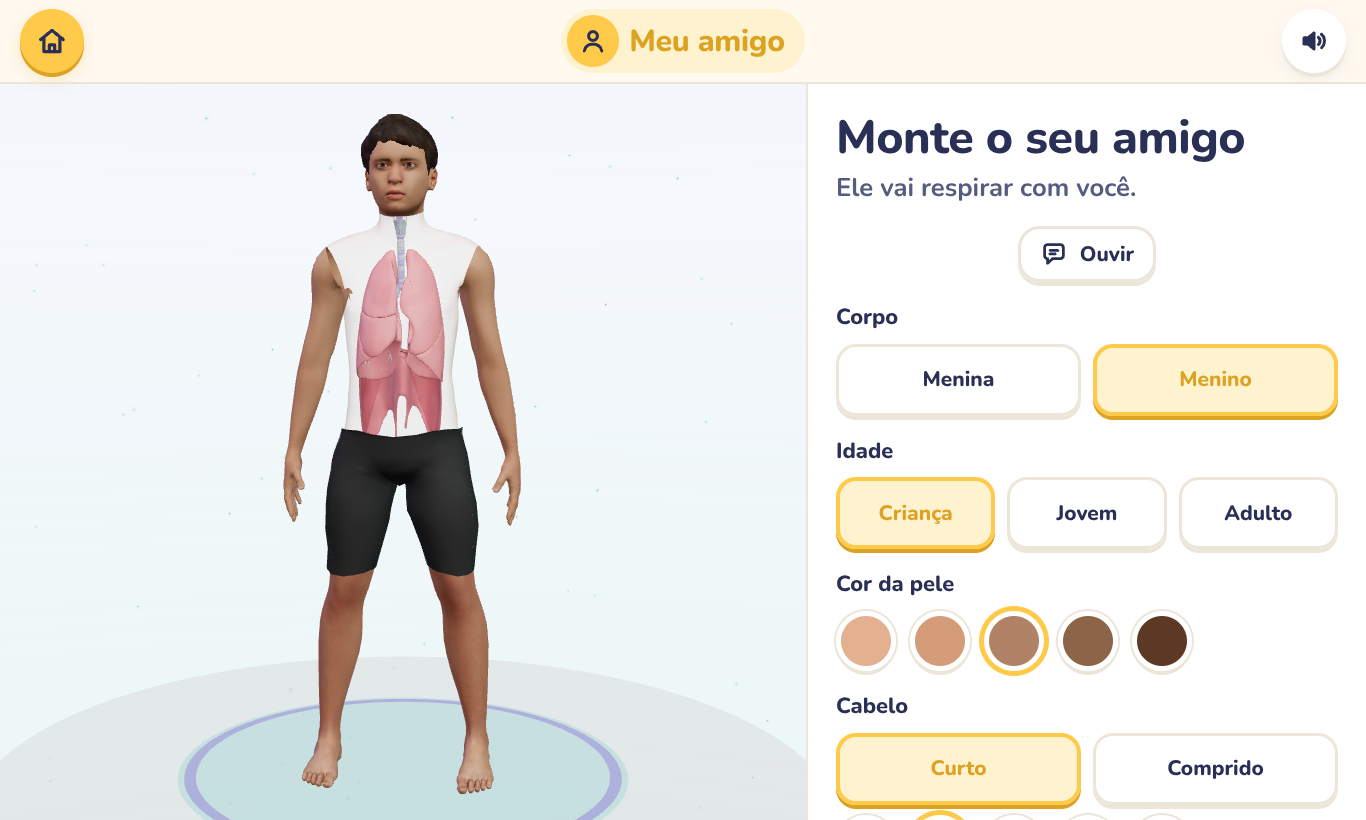 Meu amigo
Monte o seu amigo
Ele vai respirar com você.
Ouvir
Corpo
Menina
Menino
Idade
Criança
Jovem
Adulto
Cor da pele
Cabelo
Curto
Comprido